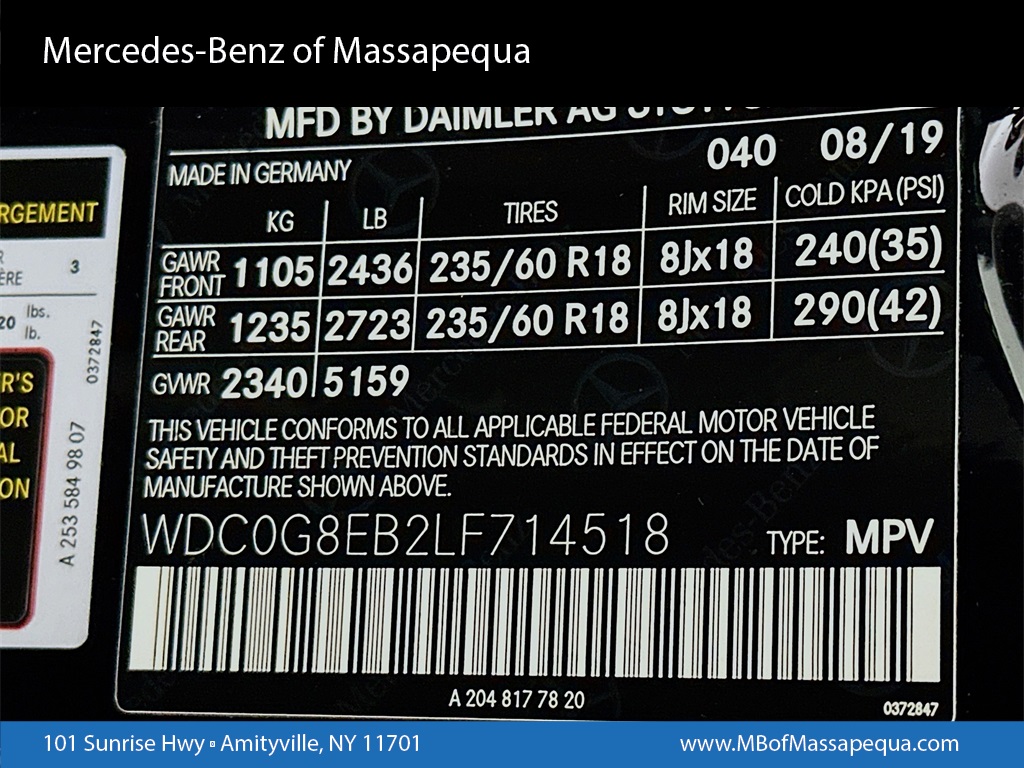 Mercedes-Benz of Massapequa
MFD BY DAIMLER AG
040 08/19
MADE IN GERMANY
KG LB TIRES RIM SIZE COLD KPA (PSI)
GAWR FRONT 1105 2436 235/60 R18 8Jx18 240(35)
GAWR REAR 1235 2723 235/60 R18 8Jx18 290(42)
GVWR 2340 5159
THIS VEHICLE CONFORMS TO ALL APPLICABLE FEDERAL MOTOR VEHICLE
SAFETY AND THEFT PREVENTION STANDARDS IN EFFECT ON THE DATE OF
MANUFACTURE SHOWN ABOVE.
WDC0G8EB2LF714518 TYPE: MPV
A 204 817 78 20
0372847
3
20 lbs.
lb.
0372847
A 253 584 98 07
101 Sunrise Hwy Amityville, NY 11701
www.MBofMassapequa.com